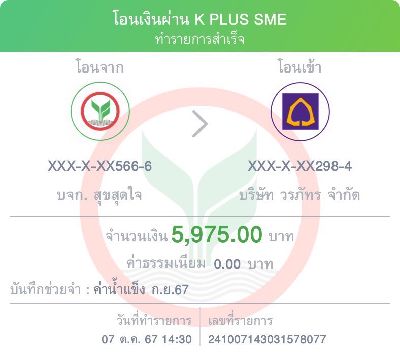 โอนเงินผ่าน K PLUS SME
ทำรายการสำเร็จ
โอนจาก โอนเข้า
XXX-X-XX566-6 XXX-X-XX298-4
บจก. สุขสุดใจ บริษัท วรภัทร จำกัด
จำนวนเงิน 5,975.00 บาท
ค่าธรรมเนียม 0.00 บาท
บันทึกช่วยจำ : ค่าน้ำแข็ง ก.ย.67
วันที่ทำรายการ เลขที่รายการ
07 ต.ค. 67 14:30 241007143031578077